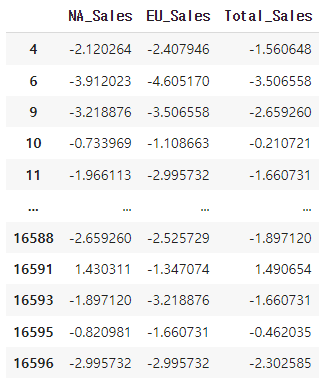 NA_Sales EU_Sales Total_Sales
4 -2.120264 -2.407946 -1.560648
6 -3.912023 -4.605170 -3.506558
9 -3.218876 -3.506558 -2.659260
10 -0.733969 -1.108663 -0.210721
11 -1.966113 -2.995732 -1.660731
... ... ... ...
16588 -2.659260 -2.525729 -1.897120
16591 1.430311 -1.347074 1.490654
16593 -1.897120 -3.218876 -1.660731
16595 -0.820981 -1.660731 -0.462035
16596 -2.995732 -2.995732 -2.302585